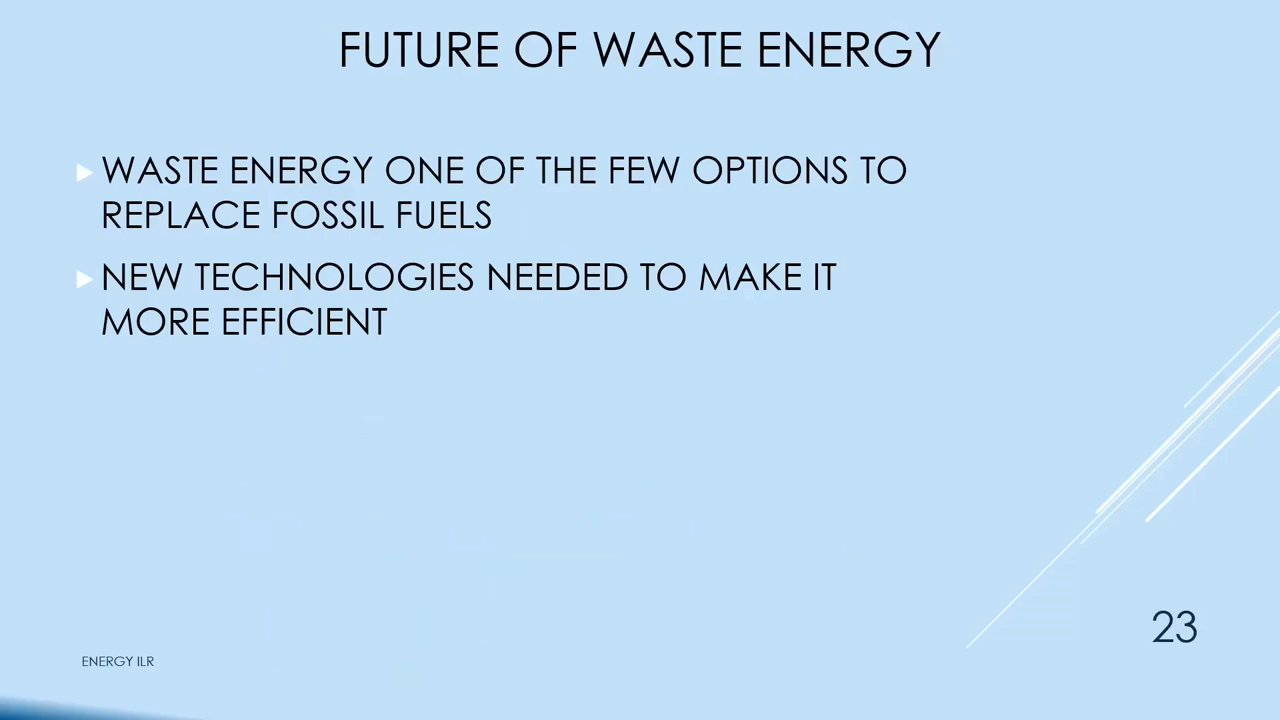 FUTURE OF WASTE ENERGY
WASTE ENERGY ONE OF THE FEW OPTIONS TO
REPLACE FOSSIL FUELS
NEW TECHNOLOGIES NEEDED TO MAKE IT
MORE EFFICIENT
23
ENERGY ILR